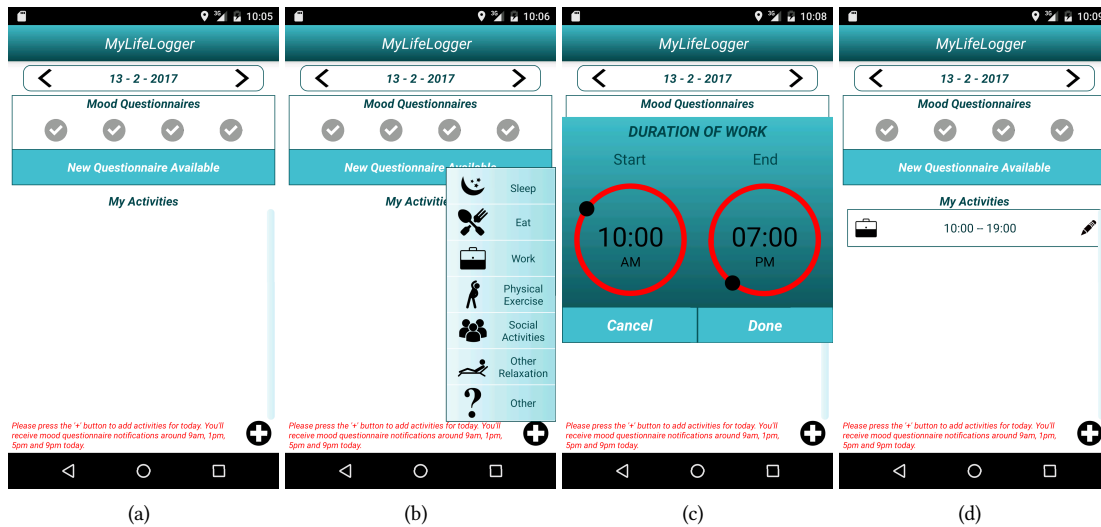 10:05
MyLifeLogger
13 - 2 - 2017
Mood Questionnaires
New Questionnaire Available
My Activities
Please press the '+' button to add activities for today. You'll
receive mood questionnaire notifications around 9am, 1pm,
5pm and 9pm today.
(a)
10:06
MyLifeLogger
13 - 2 - 2017
Mood Questionnaires
New Questionnaire Available
My Activitie
Sleep
Eat
Work
Physical
Exercise
Social
Activities
Other
Relaxation
Other
Please press the '+' button to add activities for today. You'll
receive mood questionnaire notifications around 9am, 1pm,
5pm and 9pm today.
(b)
10:08
MyLifeLogger
13 - 2 - 2017
Mood Questionnaires
DURATION OF WORK
Start End
10:00 07:00
AM PM
Cancel Done
Please press the '+' button to add activities for today. You'll
receive mood questionnaire notifications around 9am, 1pm,
5pm and 9pm today.
(c)
3G 10:09
MyLifeLogger
13 - 2 - 2017
Mood Questionnaires
New Questionnaire Available
My Activities
10:00 – 19:00
Please press the '+' button to add activities for today. You'll
receive mood questionnaire notifications around 9am, 1pm,
5pm and 9pm today.
(d)